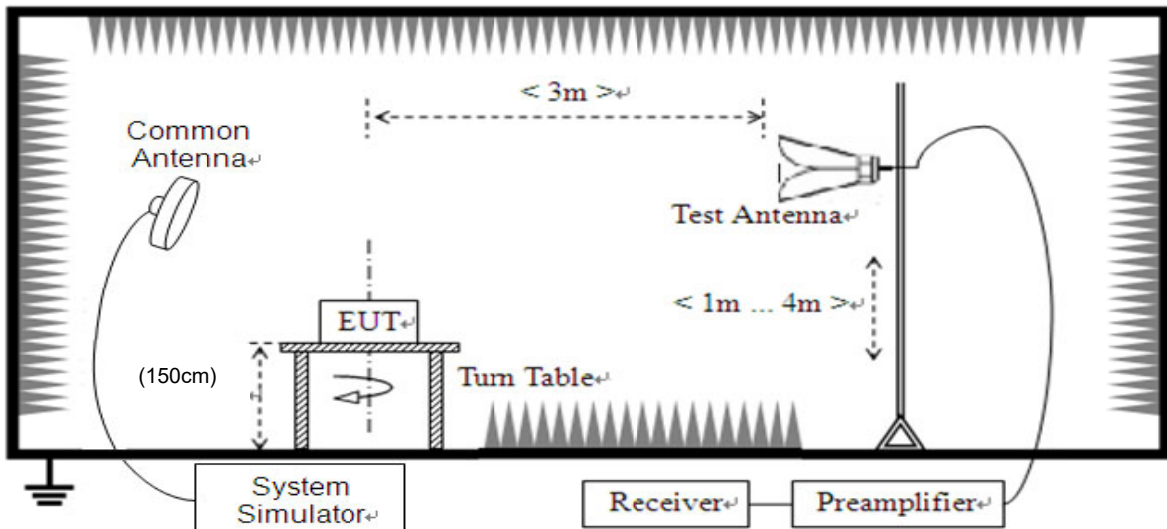 < 3m >↵
Common
Antenna↵
Test Antenna↵
< 1m ... 4m >↵
EUT↵
(150cm)
Turn Table↵
System
Simulator↵
Receiver↵
Preamplifier↵